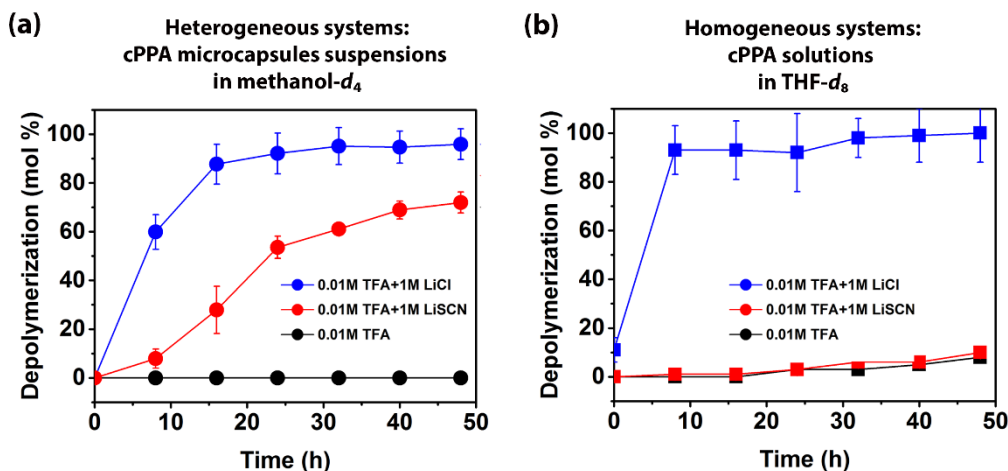 (a)
Heterogeneous systems:
cPPA microcapsules suspensions
in methanol-d₄
Depolymerization (mol %)
100
80
60
40
20
0
0.01M TFA+1M LiCl
0.01M TFA+1M LiSCN
0.01M TFA
0 10 20 30 40 50
Time (h)
(b)
Homogeneous systems:
cPPA solutions
in THF-d₈
Depolymerization (mol %)
100
80
60
40
20
0
0.01M TFA+1M LiCl
0.01M TFA+1M LiSCN
0.01M TFA
0 10 20 30 40 50
Time (h)